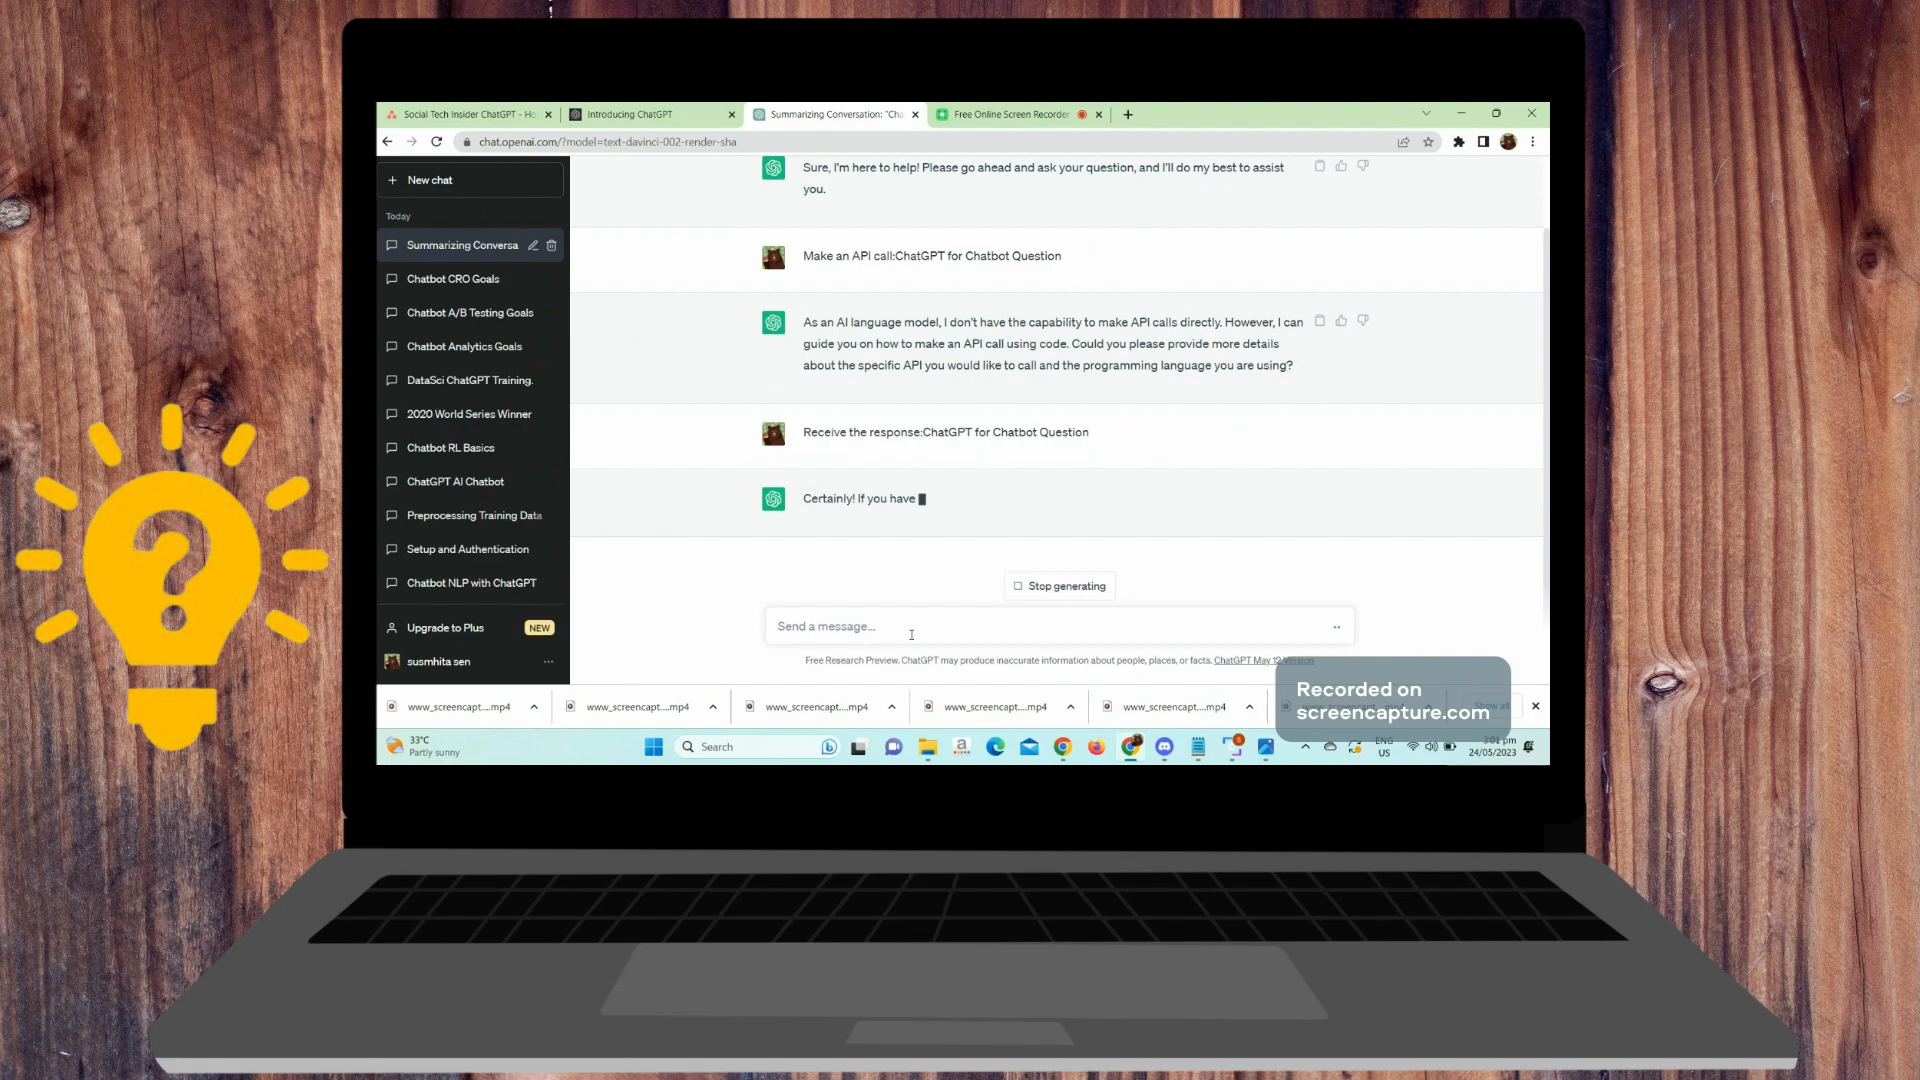 Social Tech Insider ChatGPT - Ho
Introducing ChatGPT
Summarizing Conversation: "Cha
Free Online Screen Recorder
chat.openai.com/?model=text-davinci-002-render-sha
New chat
Today
Summarizing Conversa
Chatbot CRO Goals
Chatbot A/B Testing Goals
Chatbot Analytics Goals
DataSci ChatGPT Training.
2020 World Series Winner
Chatbot RL Basics
ChatGPT AI Chatbot
Preprocessing Training Data
Setup and Authentication
Chatbot NLP with ChatGPT
Upgrade to Plus NEW
susmhita sen
Sure, I'm here to help! Please go ahead and ask your question, and I'll do my best to assist
you.
Make an API call:ChatGPT for Chatbot Question
As an AI language model, I don't have the capability to make API calls directly. However, I can
guide you on how to make an API call using code. Could you please provide more details
about the specific API you would like to call and the programming language you are using?
Receive the response:ChatGPT for Chatbot Question
Certainly! If you have
Stop generating
Send a message...
Free Research Preview. ChatGPT may produce inaccurate information about people, places, or facts. ChatGPT May 12 Version
Recorded on
screencapture.com
www_screencapt....mp4
www_screencapt....mp4
www_screencapt....mp4
www_screencapt....mp4
www_screencapt....mp4
Show all
33°C
Partly sunny
Search
ENG
US
3:01 pm
24/05/2023